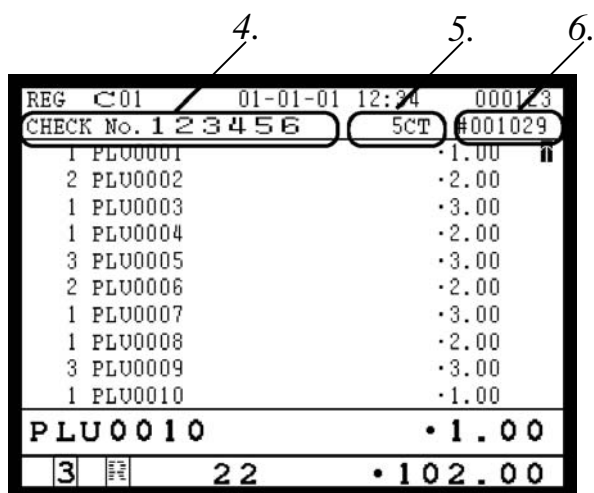 4. 5. 6.
REG C01 01-01-01 12:34 000123
CHECK No. 123456 5CT #001029
1 PLU0001 •1.00
2 PLU0002 •2.00
1 PLU0003 •3.00
1 PLU0004 •2.00
3 PLU0005 •3.00
2 PLU0006 •2.00
1 PLU0007 •3.00
1 PLU0008 •2.00
3 PLU0009 •3.00
1 PLU0010 •1.00
PLU0010 •1.00
3 R 22 •102.00